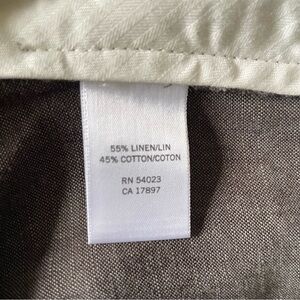 55% LINEN/LIN
45% COTTON/COTON
RN 54023
CA 17897